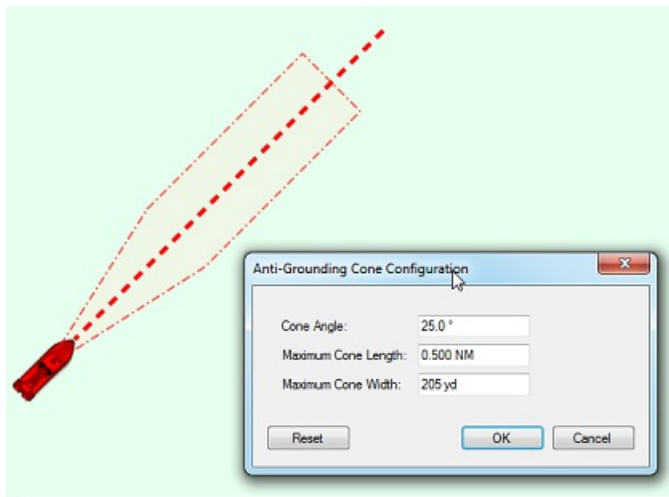 Anti-Grounding Cone Configuration
Cone Angle: 25.0 °
Maximum Cone Length: 0.500 NM
Maximum Cone Width: 205 yd
Reset OK Cancel